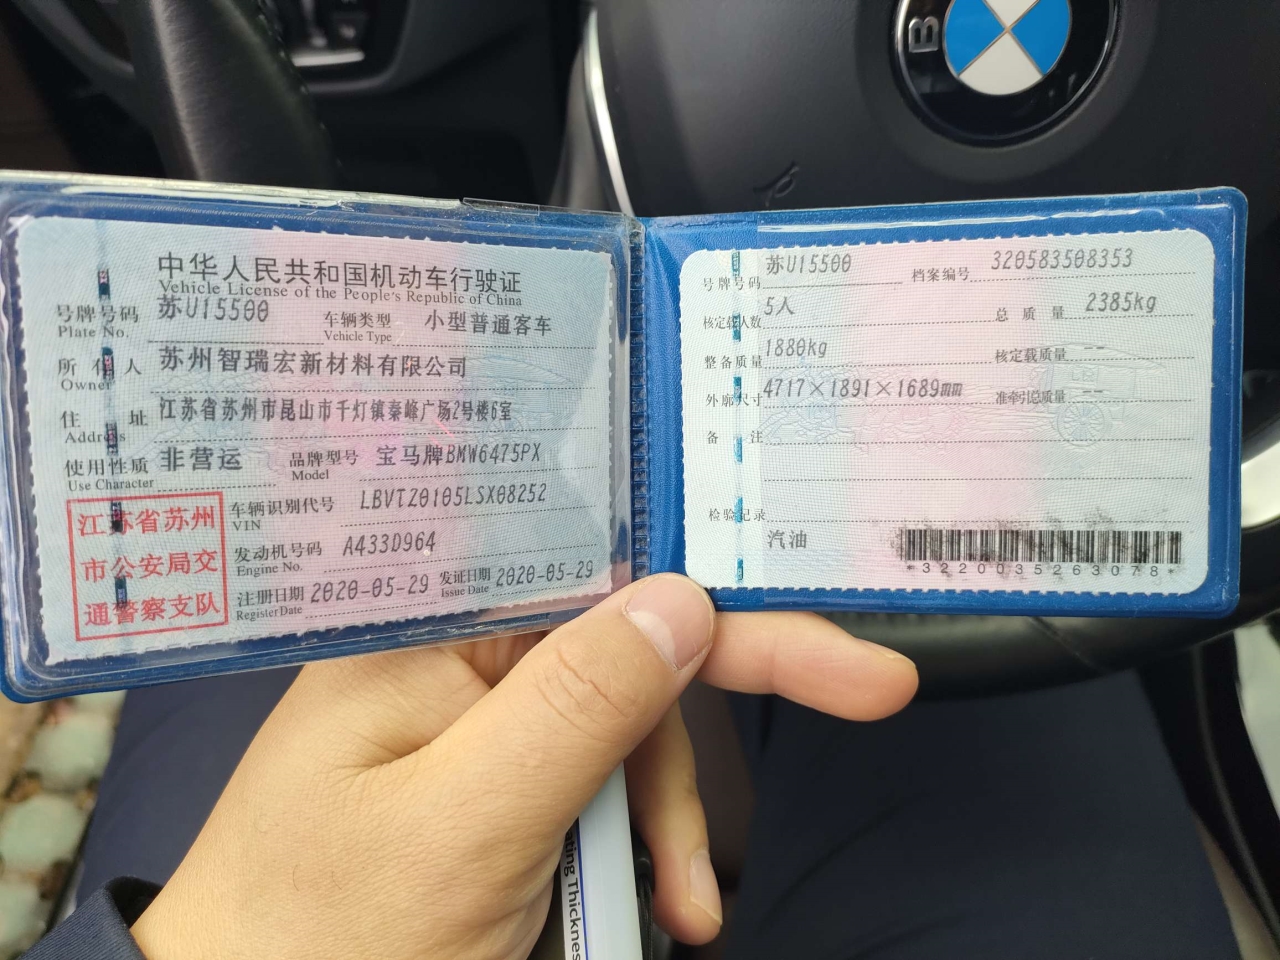 B
中华人民共和国机动车行驶证
Vehicle License of the People's Republic of China
号牌号码 苏U15500 车辆类型 小型普通客车
Plate No. Vehicle Type
所有人 苏州智瑞宏新材料有限公司
Owner
住址 江苏省苏州市昆山市千灯镇秦峰广场2号楼6室
Address
使用性质 非营运 品牌型号 宝马牌BMW6475PX
Use Character Model
江苏省苏州
市公安局交
通警察支队
车辆识别代号 LBVTZ0105LSX08252
VIN
发动机号码 A433D964
Engine No.
注册日期 2020-05-29 发证日期 2020-05-29
Register Date Issue Date
号牌号码 苏U15500 档案编号 320583508353
核定载人数 5人 总质量 2385kg
整备质量 1880kg 核定载质量 --
外廓尺寸 4717×1891×1689mm 准牵引总质量 --
备注
检验记录
汽油
*3220035263078*
ating Thicknes